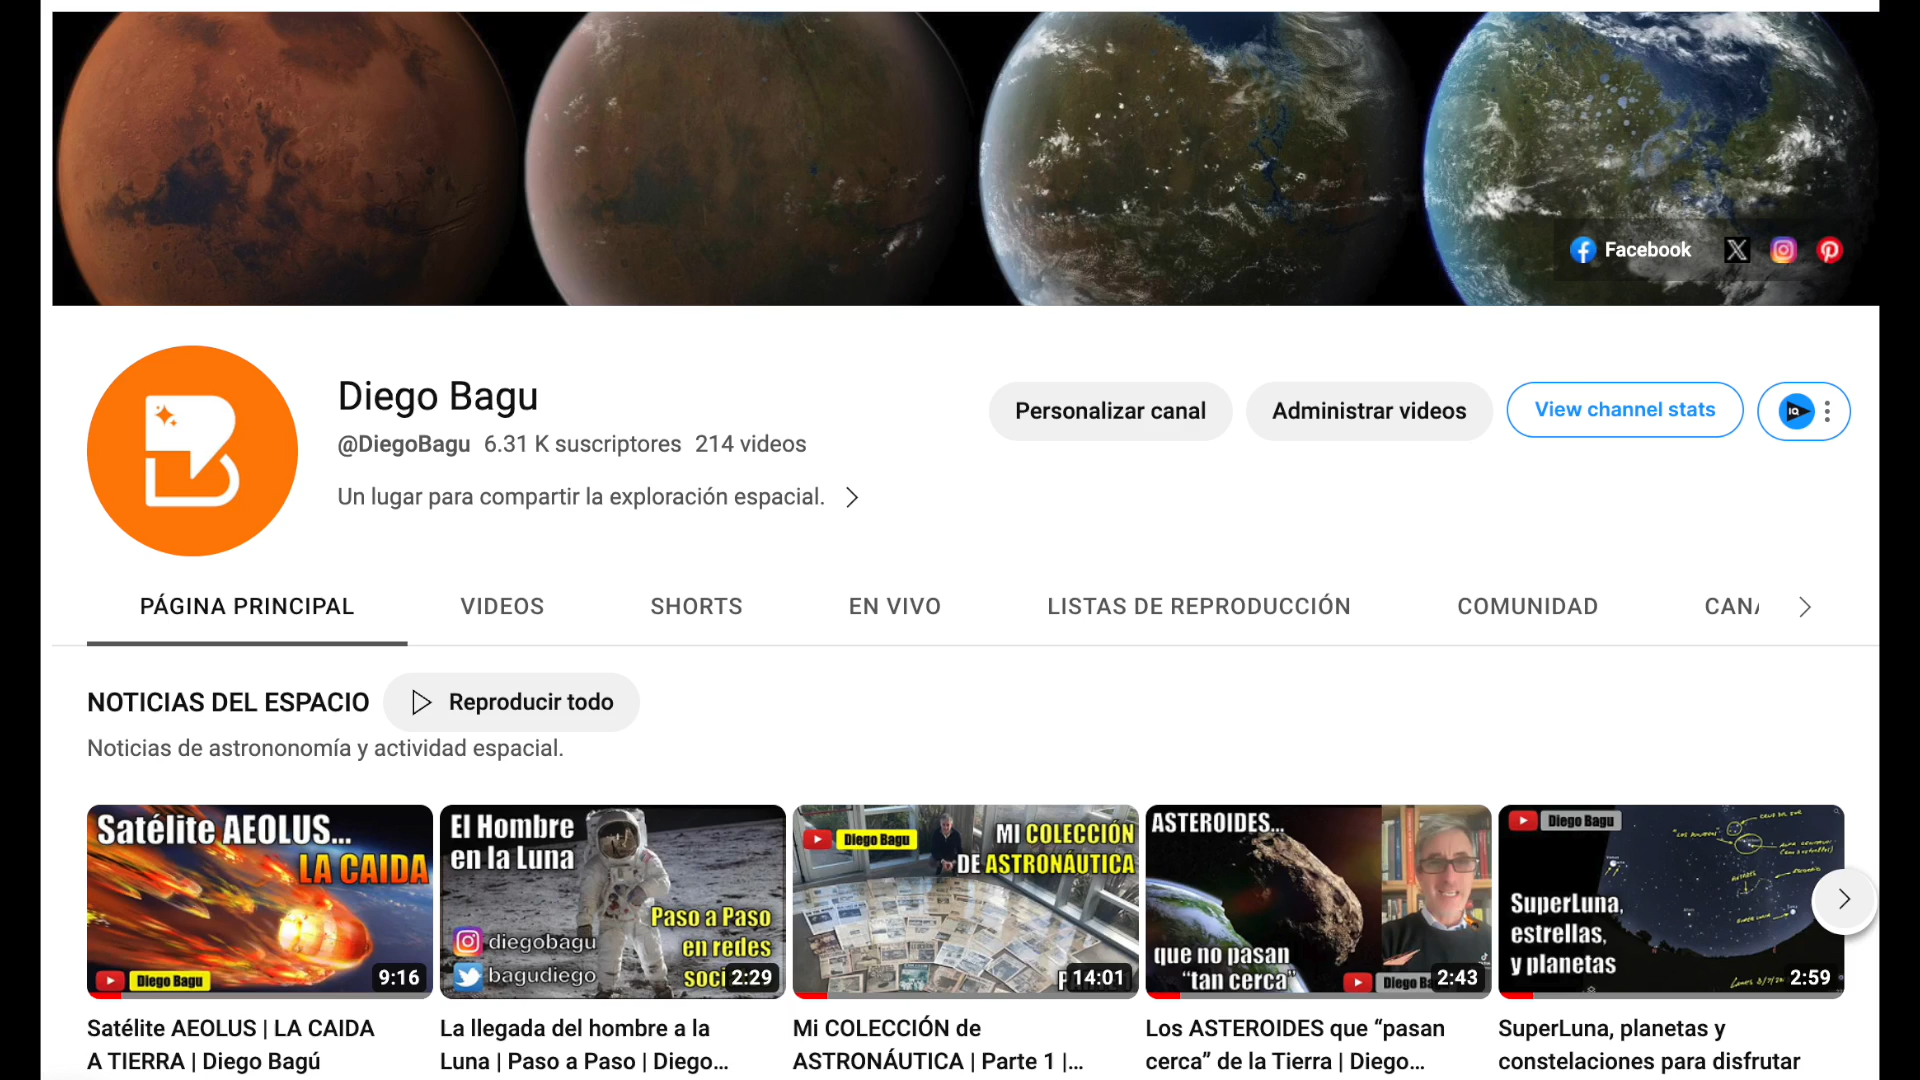 Facebook
Diego Bagu
@DiegoBagu 6.31 K suscriptores 214 videos
Un lugar para compartir la exploración espacial.
Personalizar canal
Administrar videos
View channel stats
IQ
PÁGINA PRINCIPAL
VIDEOS
SHORTS
EN VIVO
LISTAS DE REPRODUCCIÓN
COMUNIDAD
CANA
NOTICIAS DEL ESPACIO
Reproducir todo
Noticias de astrononomía y actividad espacial.
Satélite AEOLUS...
LA CAIDA
Diego Bagu
9:16
Satélite AEOLUS | LA CAIDA
A TIERRA | Diego Bagú
El Hombre
en la Luna
Paso a Paso
en redes
soci
diegobagu
bagudiego
2:29
La llegada del hombre a la
Luna | Paso a Paso | Diego...
Diego Bagu
MI COLECCIÓN
DE ASTRONÁUTICA
14:01
Mi COLECCIÓN de
ASTRONÁUTICA | Parte 1 |...
ASTEROIDES...
que no pasan
"tan cerca"
Diego Ba
2:43
Los ASTEROIDES que “pasan
cerca” de la Tierra | Diego...
Diego Bagu
SuperLuna,
estrellas,
y planetas
2:59
SuperLuna, planetas y
constelaciones para disfrutar